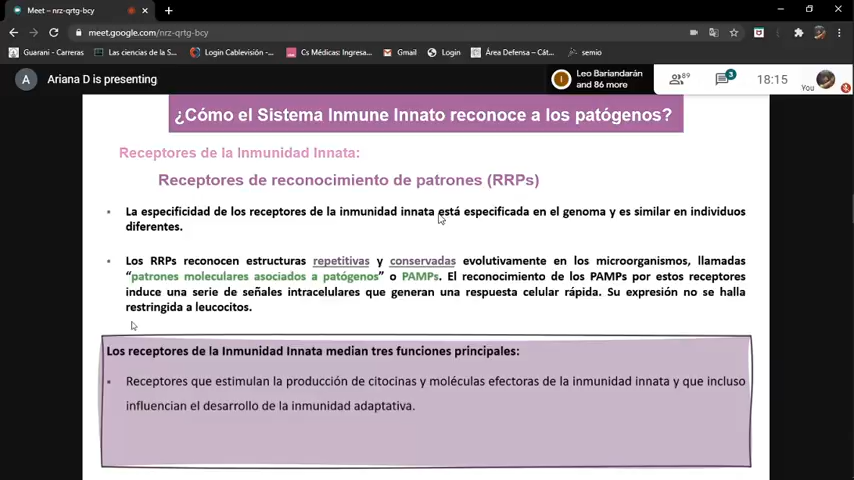 Meet – nrz-qrtg-bcy
meet.google.com/nrz-qrtg-bcy
Guarani - Carreras
Las ciencias de la S...
Login Cablevisión...
Cs Médicas: Ingresa...
Gmail
Login
Área Defensa – Cát...
semio
A
Ariana D is presenting
Leo Bariandarán
and 86 more
89
3
18:15
You
¿Cómo el Sistema Inmune Innato reconoce a los patógenos?
Receptores de la Inmunidad Innata:
Receptores de reconocimiento de patrones (RRPs)
• La especificidad de los receptores de la inmunidad innata está especificada en el genoma y es similar en individuos
diferentes.
• Los RRPs reconocen estructuras repetitivas y conservadas evolutivamente en los microorganismos, llamadas
“patrones moleculares asociados a patógenos” o PAMPs. El reconocimiento de los PAMPs por estos receptores
induce una serie de señales intracelulares que generan una respuesta celular rápida. Su expresión no se halla
restringida a leucocitos.
Los receptores de la Inmunidad Innata median tres funciones principales:
• Receptores que estimulan la producción de citocinas y moléculas efectoras de la inmunidad innata y que incluso
influencian el desarrollo de la inmunidad adaptativa.